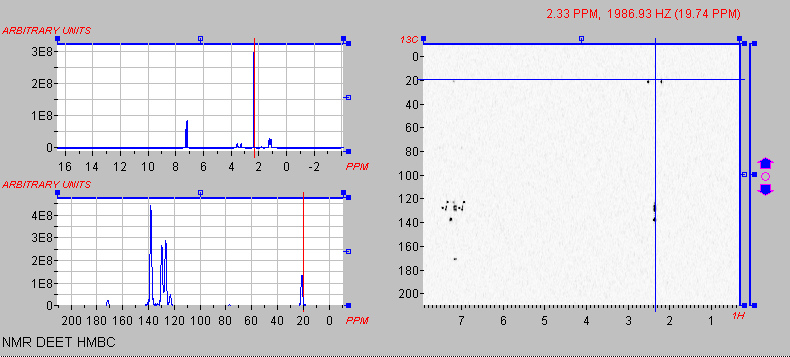 2.33 PPM, 1986.93 HZ (19.74 PPM)
ARBITRARY UNITS
3E8
2E8
1E8
0
16 14 12 10 8 6 4 2 0 -2 PPM
ARBITRARY UNITS
4E8
3E8
2E8
1E8
0
200 180 160 140 120 100 80 60 40 20 0 PPM
13C
0
20
40
60
80
100
120
140
160
180
200
7 6 5 4 3 2 1 1H
NMR DEET HMBC